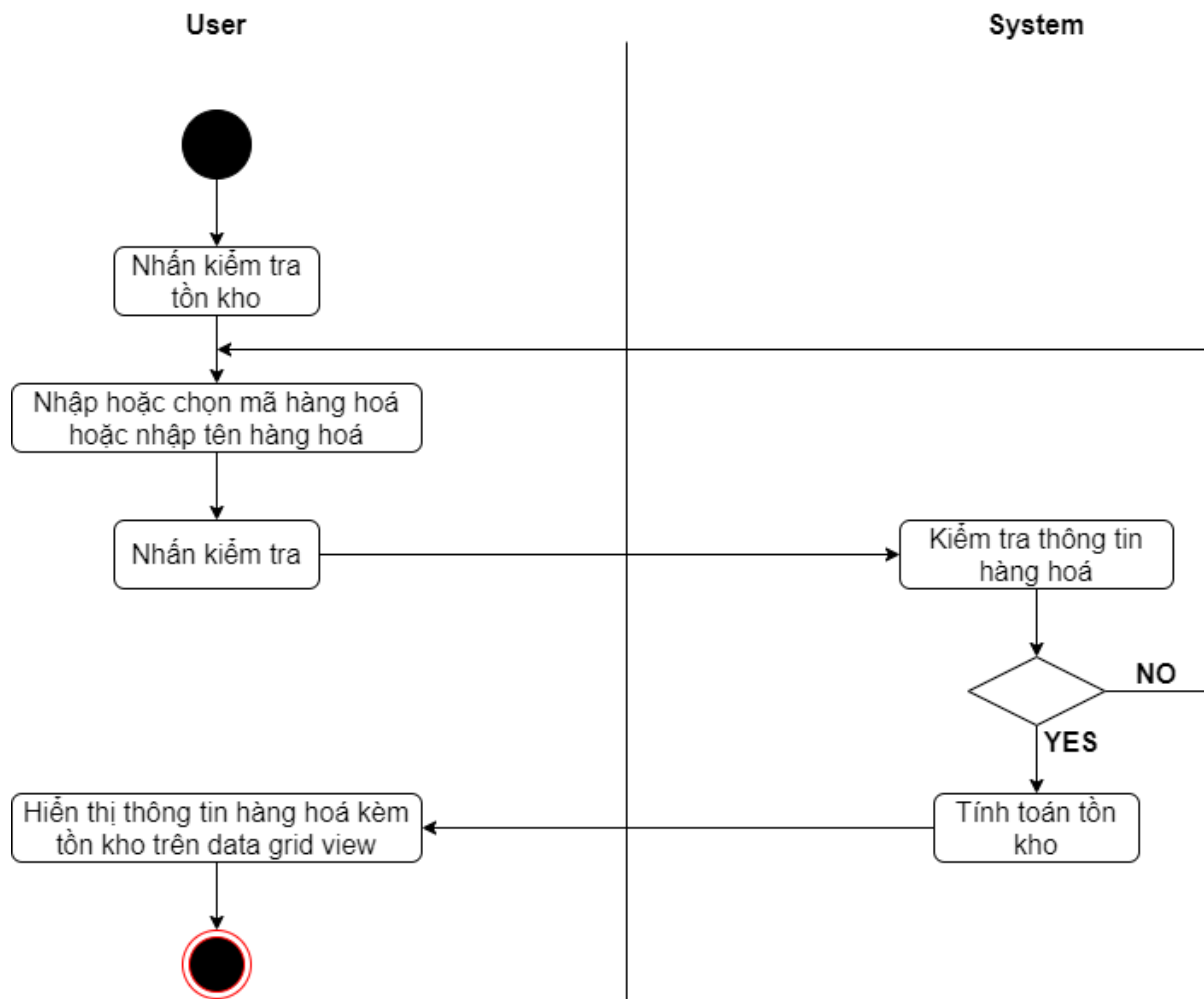 User
System
Nhấn kiểm tra
tồn kho
Nhập hoặc chọn mã hàng hoá
hoặc nhập tên hàng hoá
Nhấn kiểm tra
Kiểm tra thông tin
hàng hoá
NO
YES
Hiển thị thông tin hàng hoá kèm
tồn kho trên data grid view
Tính toán tồn
kho